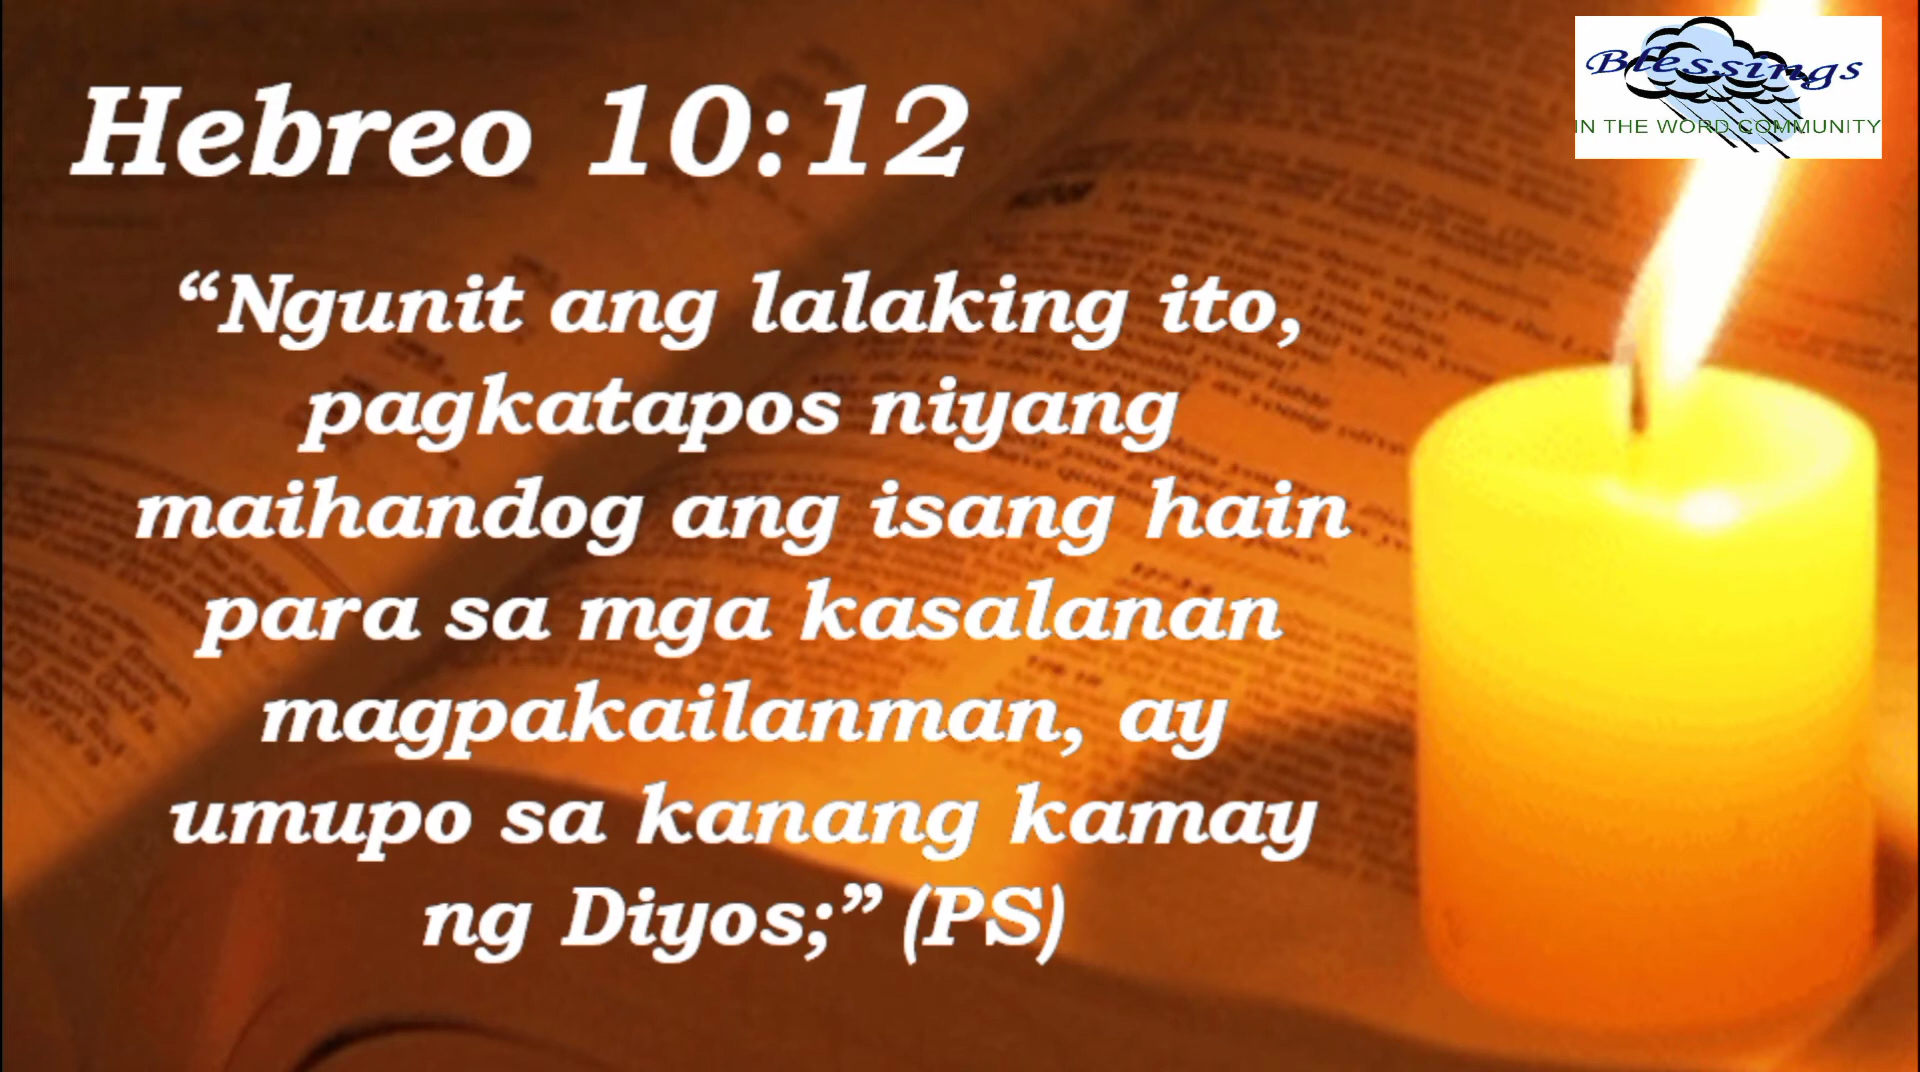 Blessings
IN THE WORD COMMUNITY
Hebreo 10:12
“Ngunit ang lalaking ito,
pagkatapos niyang
maihandog ang isang hain
para sa mga kasalanan
magpakailanman, ay
umupo sa kanang kamay
ng Diyos;” (PS)